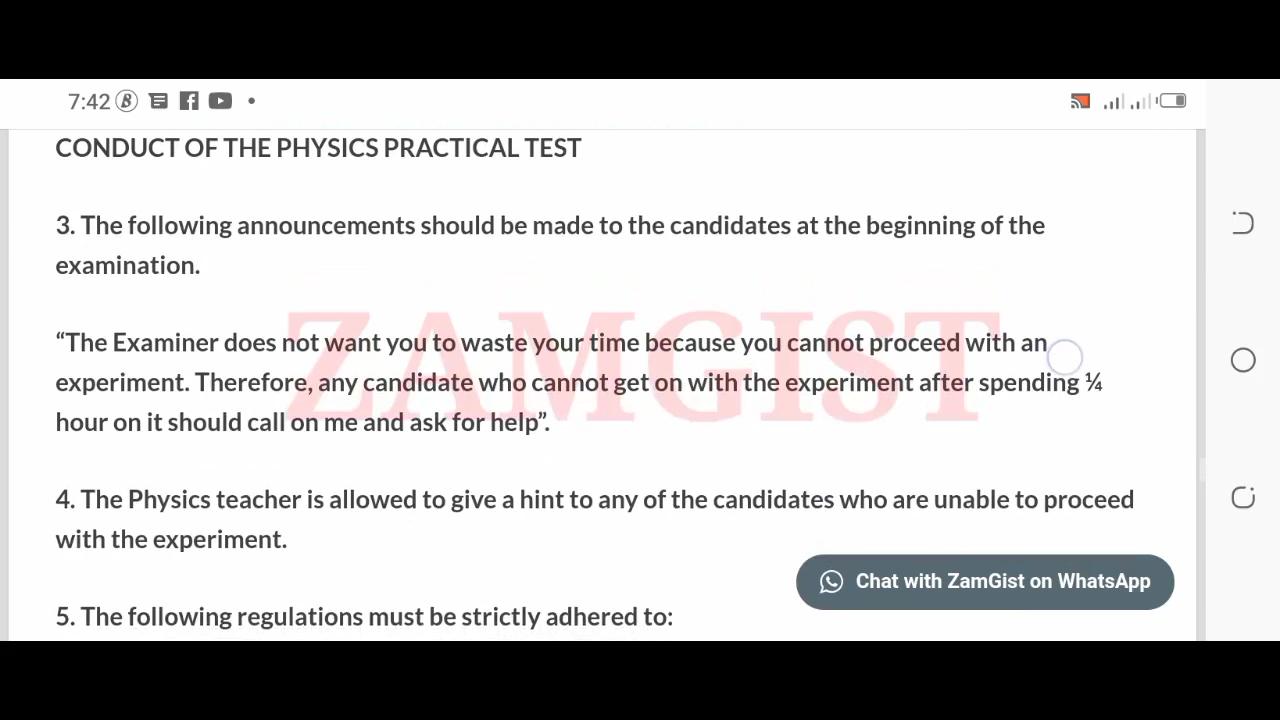 7:42
CONDUCT OF THE PHYSICS PRACTICAL TEST
3. The following announcements should be made to the candidates at the beginning of the
examination.
ZAMGIST
“The Examiner does not want you to waste your time because you cannot proceed with an
experiment. Therefore, any candidate who cannot get on with the experiment after spending ¼
hour on it should call on me and ask for help”.
4. The Physics teacher is allowed to give a hint to any of the candidates who are unable to proceed
with the experiment.
Chat with ZamGist on WhatsApp
5. The following regulations must be strictly adhered to: